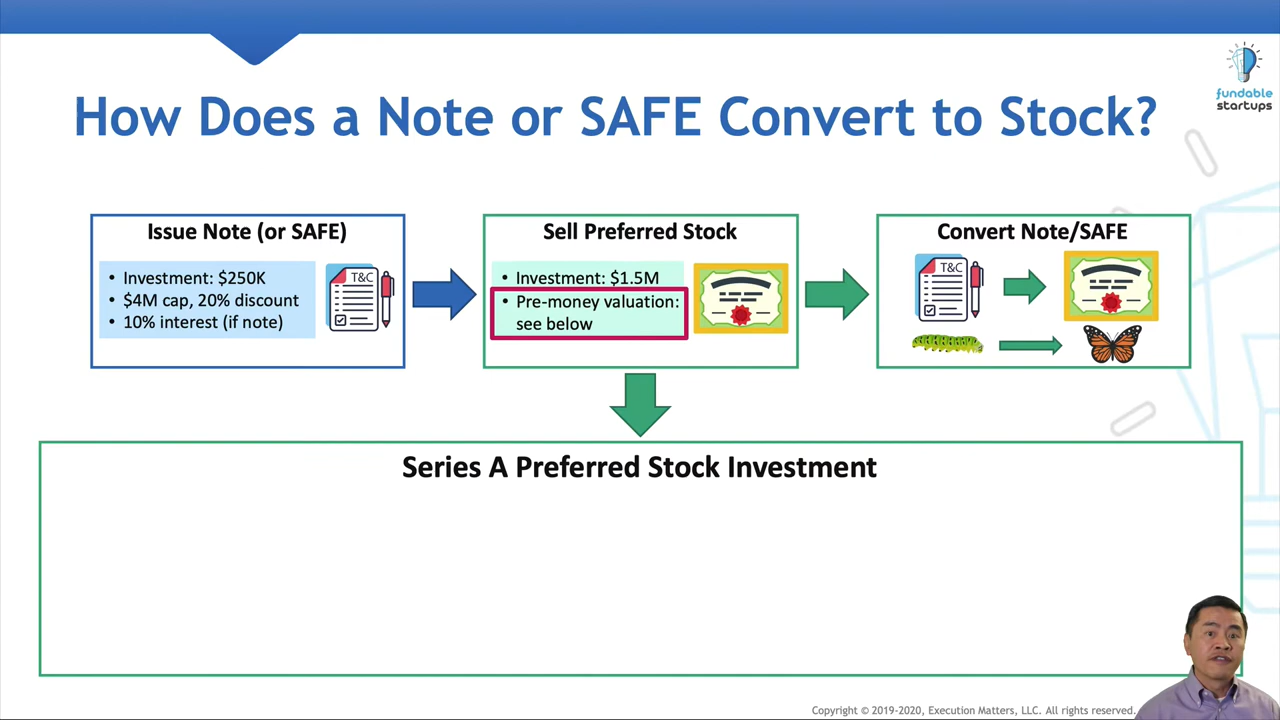 fundable
startups
How Does a Note or SAFE Convert to Stock?
Issue Note (or SAFE)
• Investment: $250K
• $4M cap, 20% discount
• 10% interest (if note)
T&C
Sell Preferred Stock
• Investment: $1.5M
• Pre-money valuation:
see below
Convert Note/SAFE
T&C
Series A Preferred Stock Investment
Copyright © 2019-2020, Execution Matters, LLC. All rights reserved.